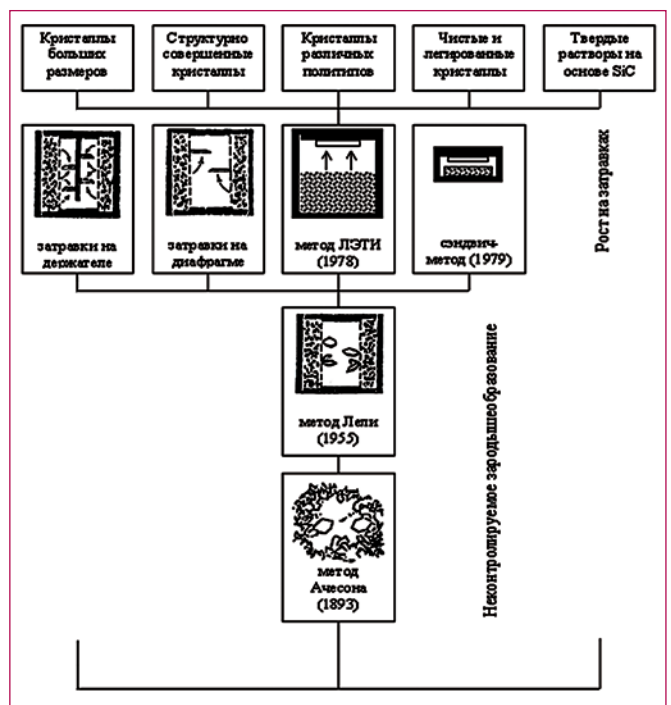 Кристаллы
больших
размеров
Структурно
совершенные
кристаллы
Кристаллы
различных
политипов
Чистые и
легированные
кристаллы
Твердые
растворы на
основе SiC
затравки на
держателе
затравки на
диафрагме
метод ЛЭТИ
(1978)
сэндвич-
метод (1979)
Рост на затравках
метод Лели
(1955)
метод
Ачесона
(1893)
Неконтролируемое зародышеобразование